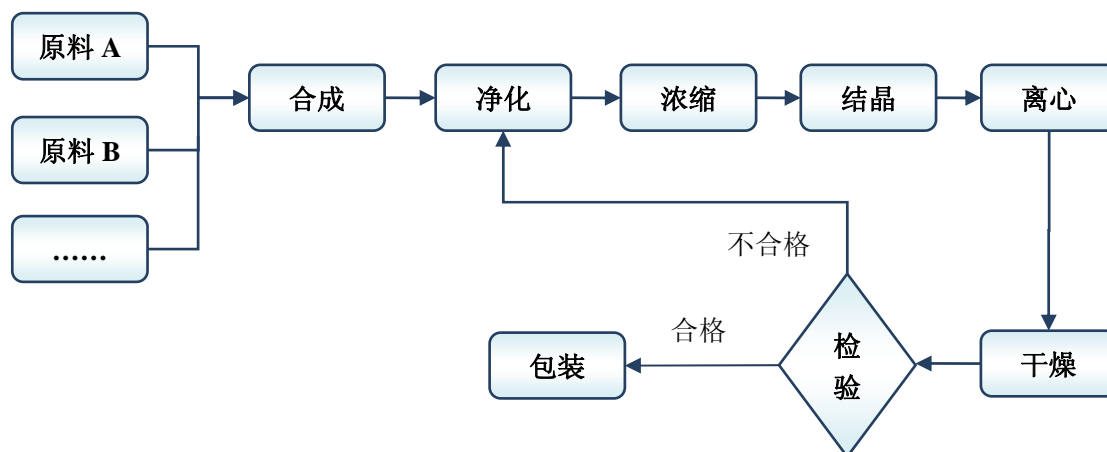 原料 A
原料 B
……
合成
净化
浓缩
结晶
离心
不合格
合格
包装
检
验
干燥